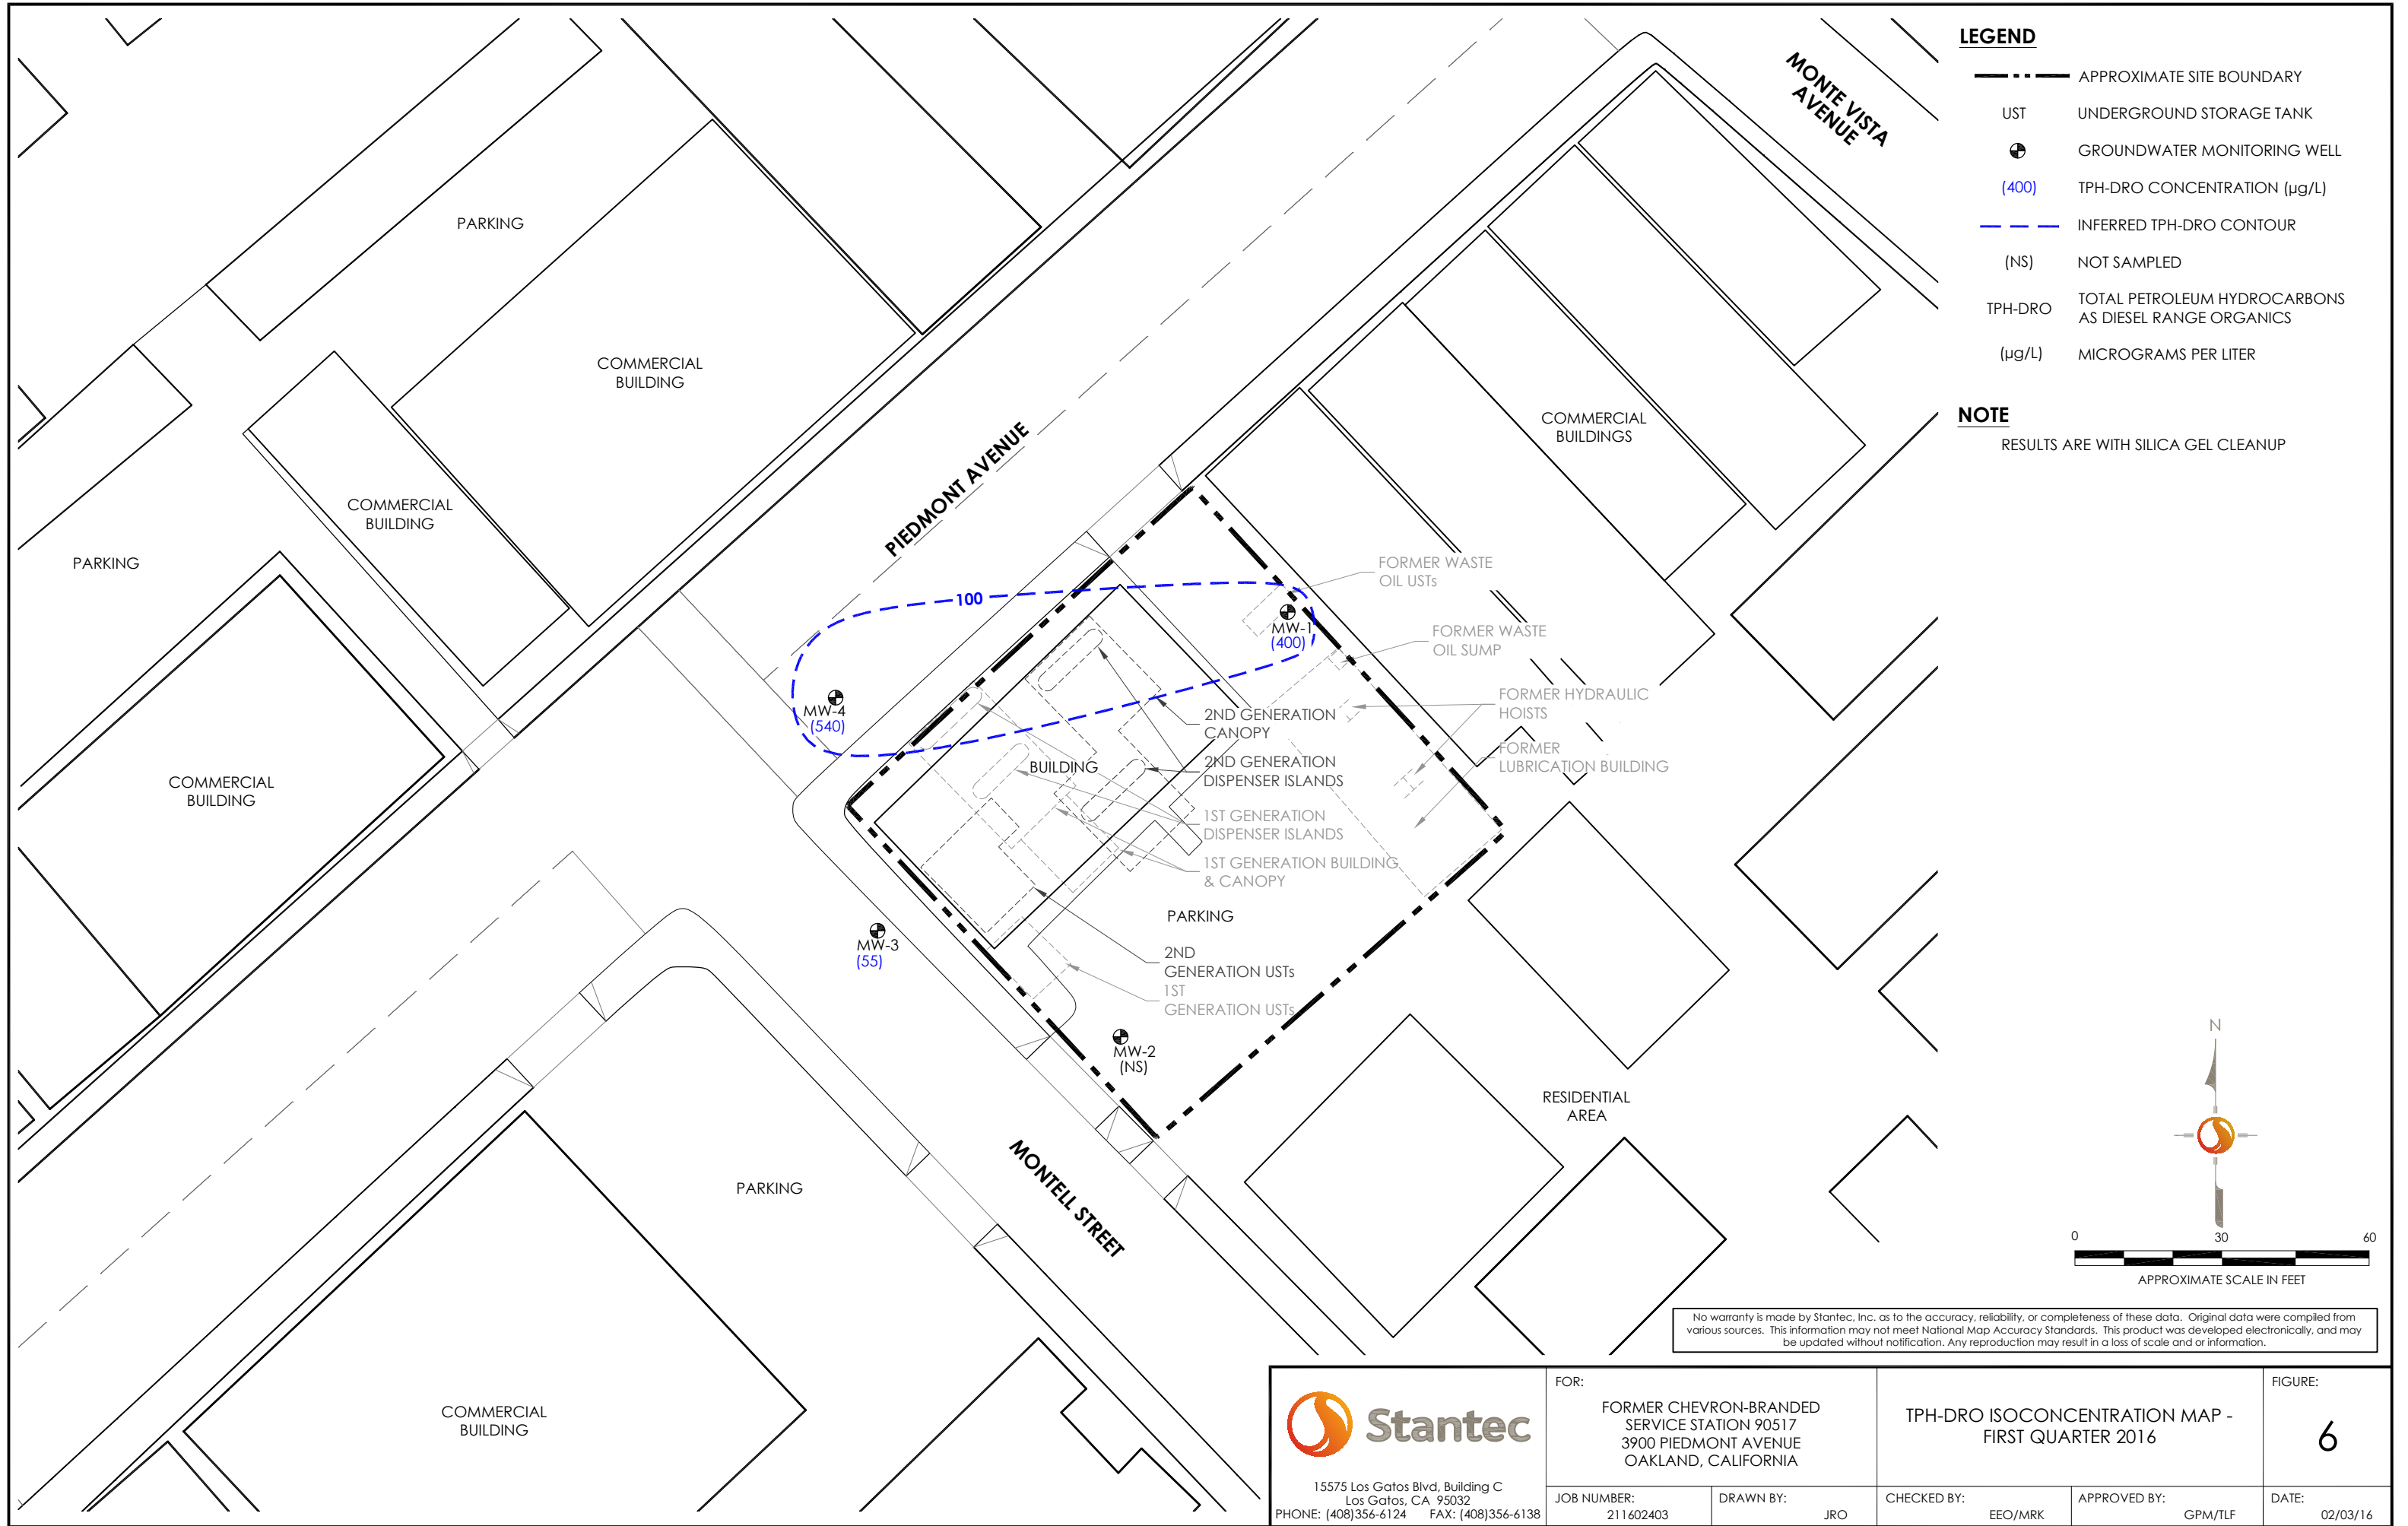 LEGEND
APPROXIMATE SITE BOUNDARY
UST UNDERGROUND STORAGE TANK
GROUNDWATER MONITORING WELL
(400) TPH-DRO CONCENTRATION (µg/L)
INFERRED TPH-DRO CONTOUR
(NS) NOT SAMPLED
TPH-DRO TOTAL PETROLEUM HYDROCARBONS
AS DIESEL RANGE ORGANICS
(µg/L) MICROGRAMS PER LITER
NOTE
RESULTS ARE WITH SILICA GEL CLEANUP
MONTE VISTA
AVENUE
PARKING
COMMERCIAL
BUILDING
COMMERCIAL
BUILDINGS
PIEDMONT AVENUE
COMMERCIAL
BUILDING
PARKING
FORMER WASTE
OIL USTs
100
MW-1
(400)
FORMER WASTE
OIL SUMP
MW-4
(540)
FORMER HYDRAULIC
HOISTS
2ND GENERATION
CANOPY
FORMER
LUBRICATION BUILDING
BUILDING
2ND GENERATION
DISPENSER ISLANDS
COMMERCIAL
BUILDING
1ST GENERATION
DISPENSER ISLANDS
1ST GENERATION BUILDING
& CANOPY
PARKING
MW-3
(55)
2ND
GENERATION USTs
1ST
GENERATION USTs
MW-2
(NS)
RESIDENTIAL
AREA
MONTELL STREET
PARKING
COMMERCIAL
BUILDING
N
0 30 60
APPROXIMATE SCALE IN FEET
No warranty is made by Stantec, Inc. as to the accuracy, reliability, or completeness of these data. Original data were compiled from
various sources. This information may not meet National Map Accuracy Standards. This product was developed electronically, and may
be updated without notification. Any reproduction may result in a loss of scale and or information.
Stantec
15575 Los Gatos Blvd, Building C
Los Gatos, CA 95032
PHONE: (408)356-6124 FAX: (408)356-6138
FOR:
FORMER CHEVRON-BRANDED
SERVICE STATION 90517
3900 PIEDMONT AVENUE
OAKLAND, CALIFORNIA
TPH-DRO ISOCONCENTRATION MAP -
FIRST QUARTER 2016
FIGURE:
6
JOB NUMBER:
211602403
DRAWN BY:
JRO
CHECKED BY:
EEO/MRK
APPROVED BY:
GPM/TLF
DATE:
02/03/16